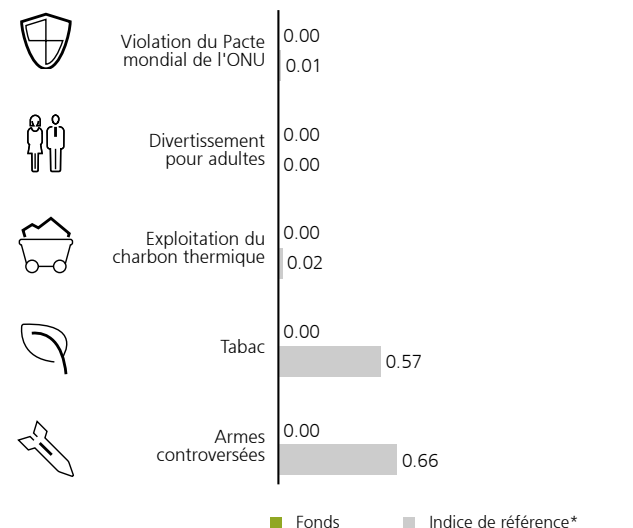 Violation du Pacte
mondial de l'ONU
0.00
0.01
Divertissement
pour adultes
0.00
0.00
Exploitation du
charbon thermique
0.00
0.02
Tabac
0.00
0.57
Armes
controversées
0.00
0.66
Fonds
Indice de référence*